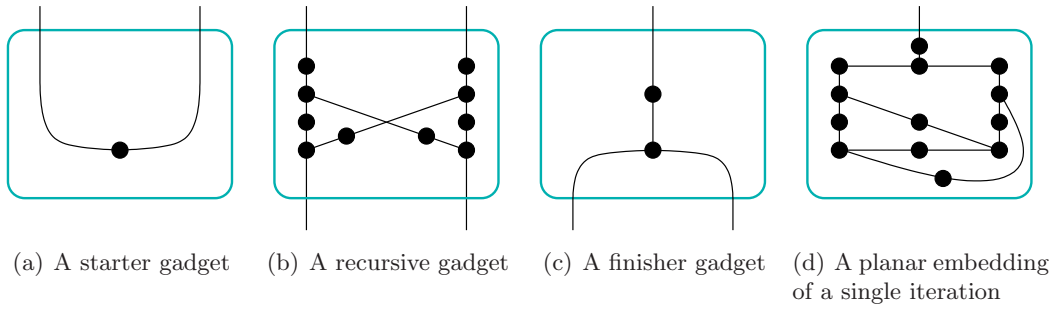 (a) A starter gadget
(b) A recursive gadget
(c) A finisher gadget
(d) A planar embedding
of a single iteration